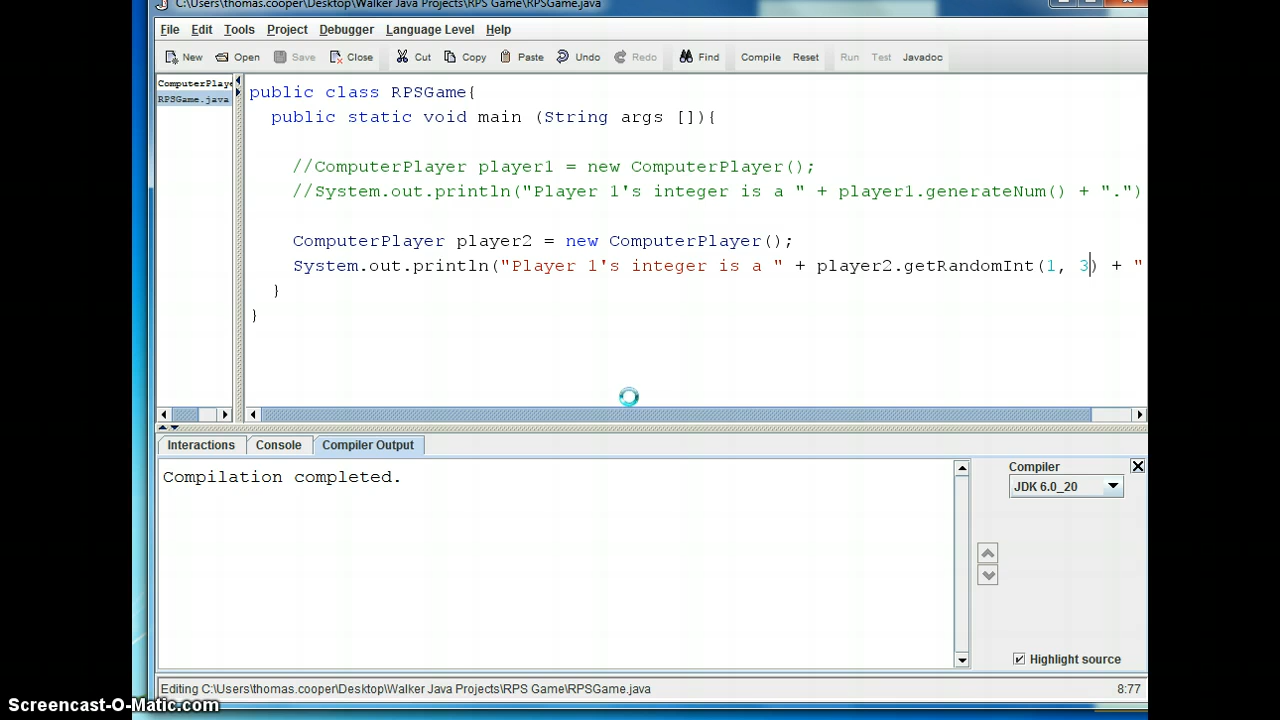 C:\Users\thomas.cooper\Desktop\Walker Java Projects\RPS Game\RPSGame.java
File Edit Tools Project Debugger Language Level Help
New Open Save Close Cut Copy Paste Undo Redo Find Compile Reset Run Test Javadoc
ComputerPlaye
RPSGame.java
public class RPSGame{
public static void main (String args []){
//ComputerPlayer player1 = new ComputerPlayer();
//System.out.println("Player 1's integer is a " + player1.generateNum() + ".")
ComputerPlayer player2 = new ComputerPlayer();
System.out.println("Player 1's integer is a " + player2.getRandomInt(1, 3) + "
}
}
Interactions Console Compiler Output
Compilation completed.
Compiler
JDK 6.0_20
Highlight source
Editing C:\Users\thomas.cooper\Desktop\Walker Java Projects\RPS Game\RPSGame.java 8:77
Screencast-O-Matic.com